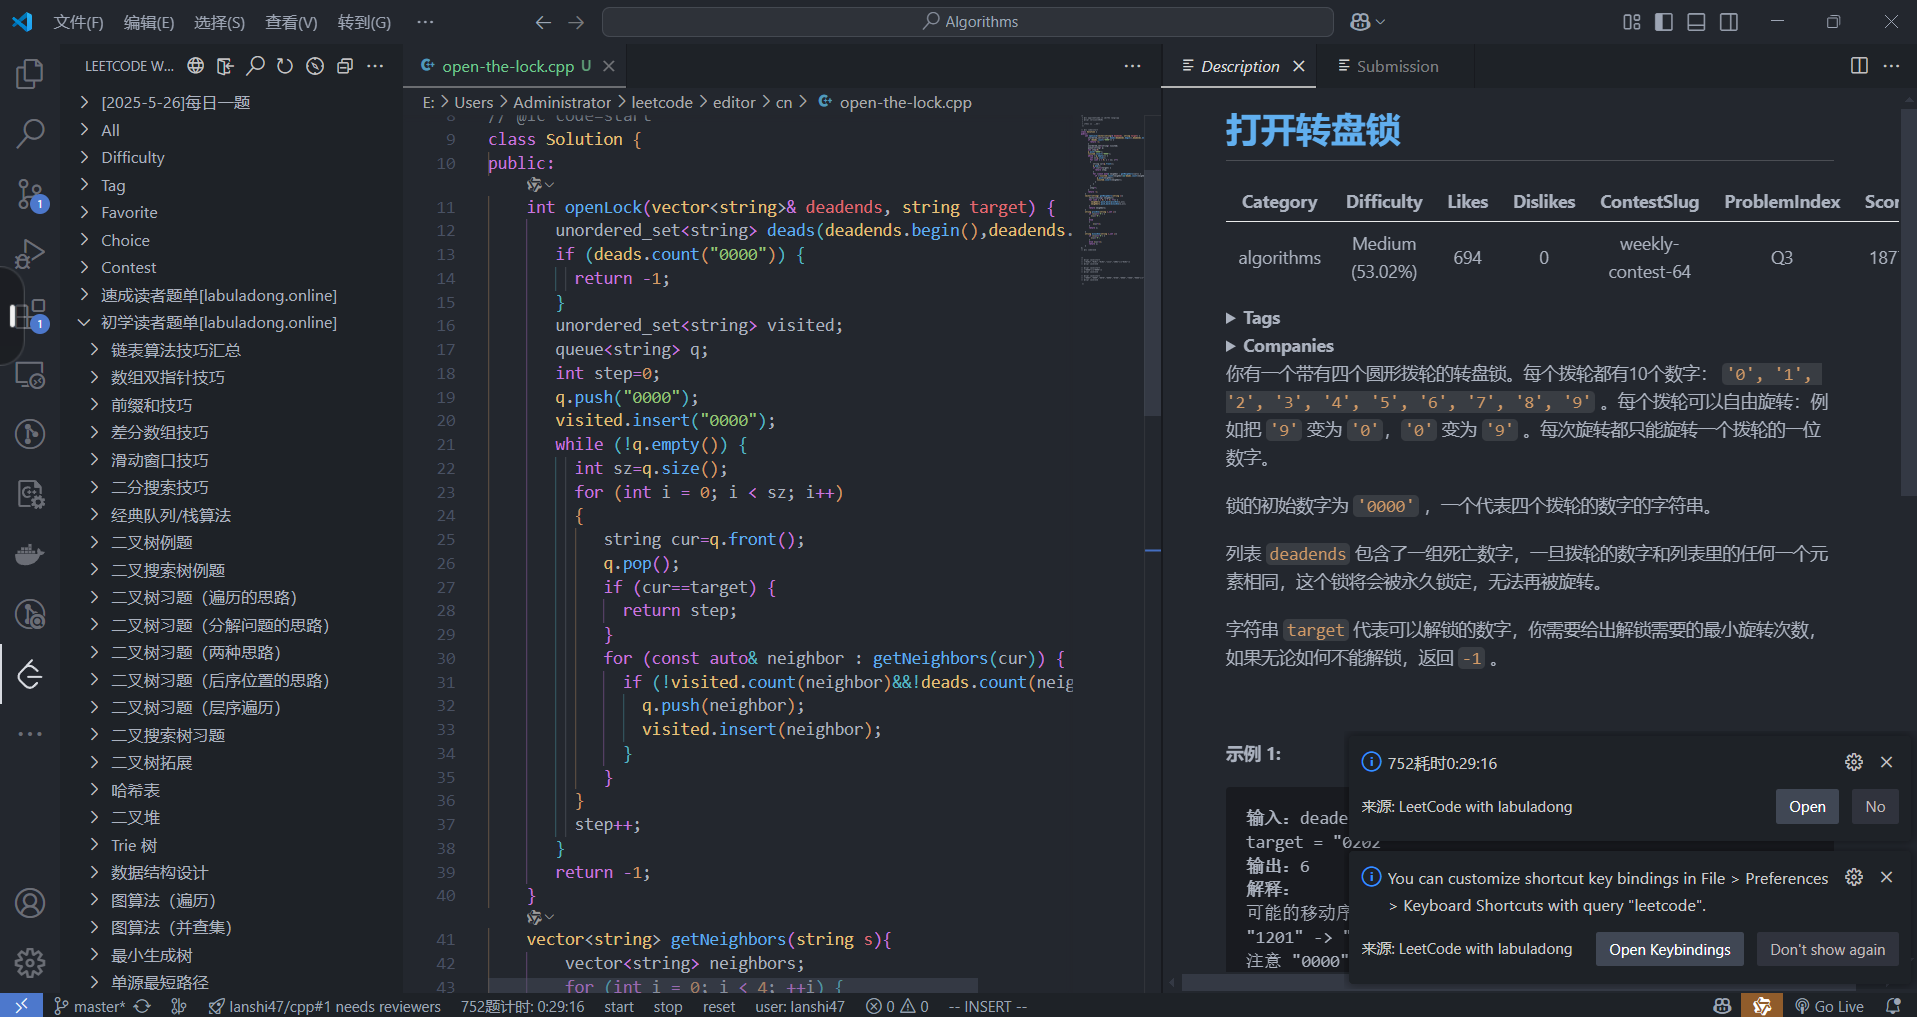 文件(F) 编辑(E) 选择(S) 查看(V) 转到(G) ··· Algorithms
LEETCODE W... ···
open-the-lock.cpp U
Description
Submission
E: > Users > Administrator > leetcode > editor > cn > open-the-lock.cpp
[2025-5-26]每日一题
All
Difficulty
Tag
Favorite
Choice
Contest
速成读者题单[labuladong.online]
初学读者题单[labuladong.online]
链表算法技巧汇总
数组双指针技巧
前缀和技巧
差分数组技巧
滑动窗口技巧
二分搜索技巧
经典队列/栈算法
二叉树例题
二叉搜索树例题
二叉树习题（遍历的思路）
二叉树习题（分解问题的思路）
二叉树习题（两种思路）
二叉树习题（后序位置的思路）
二叉树习题（层序遍历）
二叉搜索树习题
二叉树拓展
哈希表
二叉堆
Trie 树
数据结构设计
图算法（遍历）
图算法（并查集）
最小生成树
单源最短路径
1
1
8 // @lc code=start
9 class Solution {
10 public:
11 int openLock(vector<string>& deadends, string target) {
12 unordered_set<string> deads(deadends.begin(),deadends.
13 if (deads.count("0000")) {
14 return -1;
15 }
16 unordered_set<string> visited;
17 queue<string> q;
18 int step=0;
19 q.push("0000");
20 visited.insert("0000");
21 while (!q.empty()) {
22 int sz=q.size();
23 for (int i = 0; i < sz; i++)
24 {
25 string cur=q.front();
26 q.pop();
27 if (cur==target) {
28 return step;
29 }
30 for (const auto& neighbor : getNeighbors(cur)) {
31 if (!visited.count(neighbor)&&!deads.count(neig
32 q.push(neighbor);
33 visited.insert(neighbor);
34 }
35 }
36 }
37 step++;
38 }
39 return -1;
40 }
41 vector<string> getNeighbors(string s){
42 vector<string> neighbors;
43 for (int i = 0; i < 4; ++i) {
打开转盘锁
Category Difficulty Likes Dislikes ContestSlug ProblemIndex Scor
algorithms Medium (53.02%) 694 0 weekly-contest-64 Q3 187
Tags
Companies
你有一个带有四个圆形拨轮的转盘锁。每个拨轮都有10个数字： '0', '1',
'2', '3', '4', '5', '6', '7', '8', '9' 。每个拨轮可以自由旋转：例
如把 '9' 变为 '0'，'0' 变为 '9' 。每次旋转都只能旋转一个拨轮的一位
数字。
锁的初始数字为 '0000' ，一个代表四个拨轮的数字的字符串。
列表 deadends 包含了一组死亡数字，一旦拨轮的数字和列表里的任何一个元
素相同，这个锁将会被永久锁定，无法再被旋转。
字符串 target 代表可以解锁的数字，你需要给出解锁需要的最小旋转次数，
如果无论如何不能解锁，返回 -1 。
示例 1:
输入：deade
target = "0202
输出：6
解释：
可能的移动序
"1201" -> "
注意 "0000"
752耗时0:29:16
来源: LeetCode with labuladong
Open No
You can customize shortcut key bindings in File > Preferences
> Keyboard Shortcuts with query "leetcode".
来源: LeetCode with labuladong
Open Keybindings Don't show again
master* lanshi47/cpp#1 needs reviewers 752题计时: 0:29:16 start stop reset user: lanshi47 0 0 -- INSERT -- Go Live